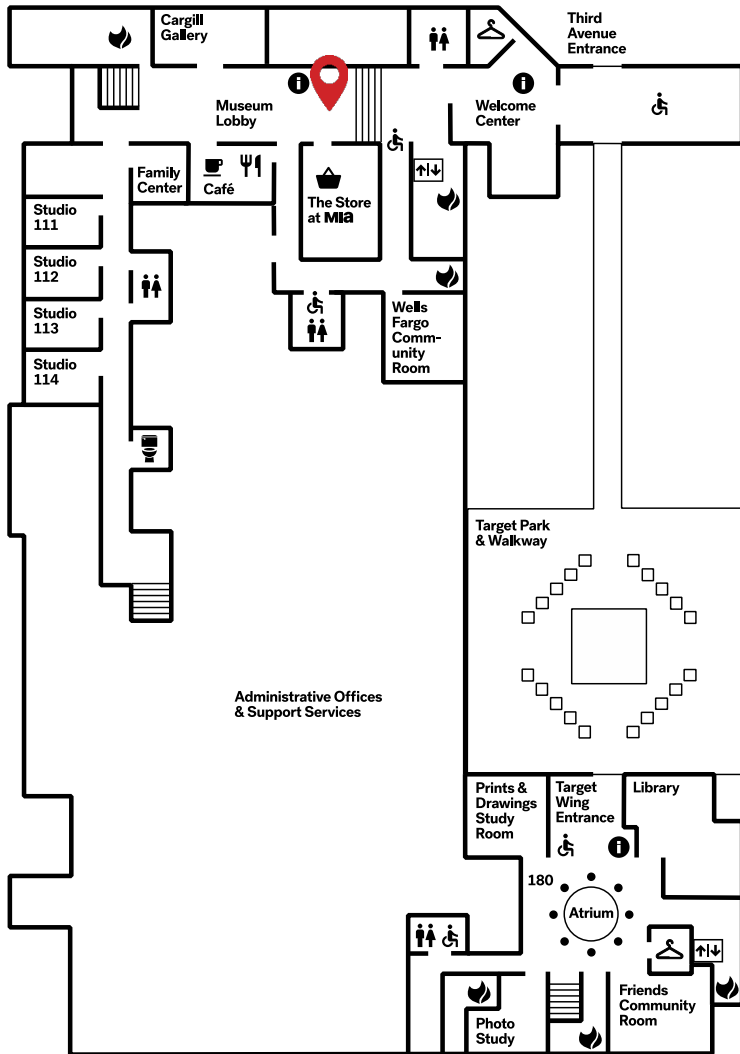 Cargill
Gallery
Third
Avenue
Entrance
i
i
Museum
Lobby
Welcome
Center
Family
Center
Café
The Store
at Mia
Studio
111
Studio
112
Studio
113
Studio
114
Wells
Fargo
Comm-
unity
Room
Target Park
& Walkway
Administrative Offices
& Support Services
Prints &
Drawings
Study
Room
Target
Wing
Entrance
Library
i
180
Atrium
Friends
Community
Room
Photo
Study